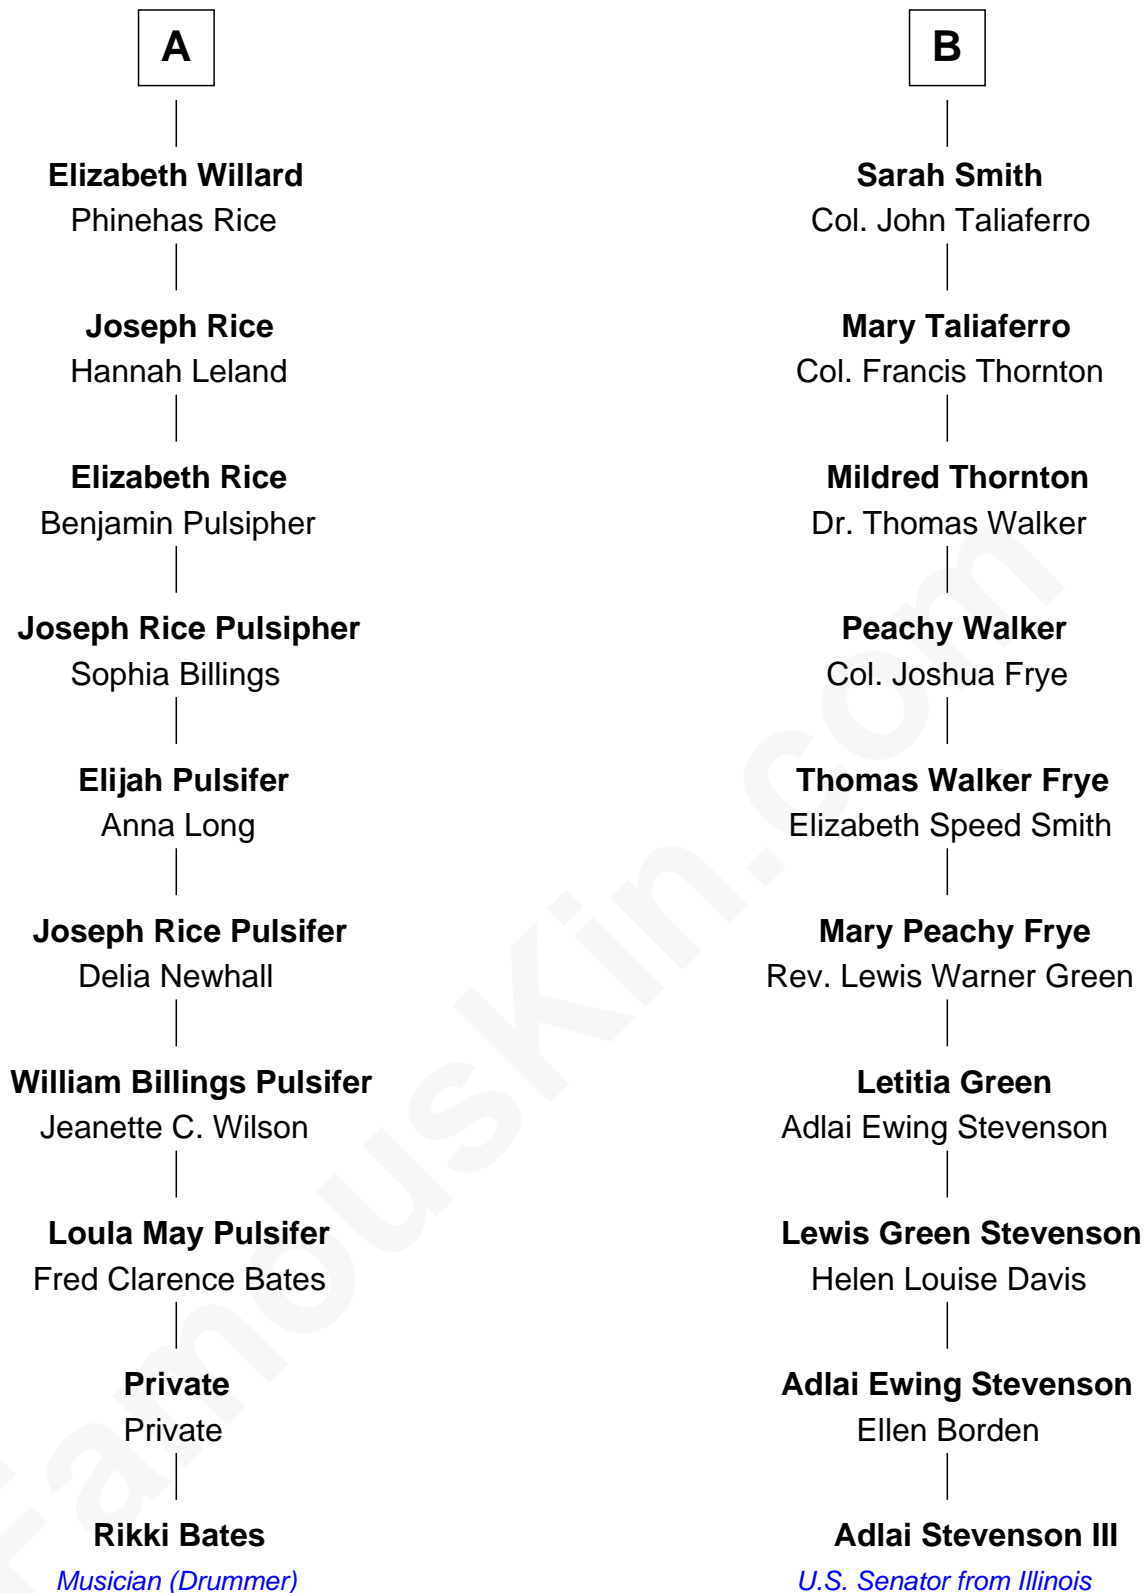 A
Elizabeth Willard
Phinehas Rice
Joseph Rice
Hannah Leland
Elizabeth Rice
Benjamin Pulsipher
Joseph Rice Pulsipher
Sophia Billings
Elijah Pulsifer
Anna Long
Joseph Rice Pulsifer
Delia Newhall
William Billings Pulsifer
Jeanette C. Wilson
Loula May Pulsifer
Fred Clarence Bates
Private
Private
Rikki Bates
Musician (Drummer)
B
Sarah Smith
Col. John Taliaferro
Mary Taliaferro
Col. Francis Thornton
Mildred Thornton
Dr. Thomas Walker
Peachy Walker
Col. Joshua Frye
Thomas Walker Frye
Elizabeth Speed Smith
Mary Peachy Frye
Rev. Lewis Warner Green
Letitia Green
Adlai Ewing Stevenson
Lewis Green Stevenson
Helen Louise Davis
Adlai Ewing Stevenson
Ellen Borden
Adlai Stevenson III
U.S. Senator from Illinois
FamousKin.com